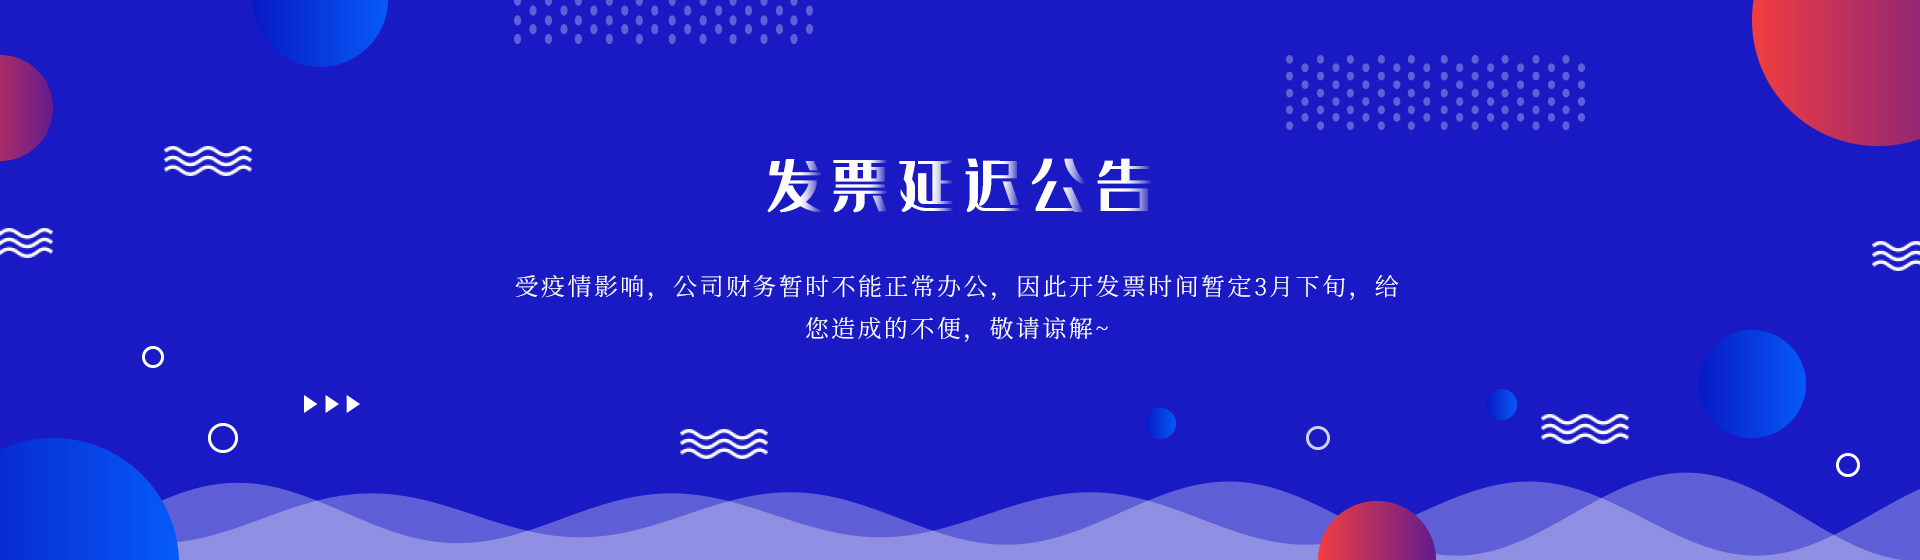 发票延迟公告
受疫情影响，公司财务暂时不能正常办公，因此开发票时间暂定3月下旬，给
您造成的不便，敬请谅解~